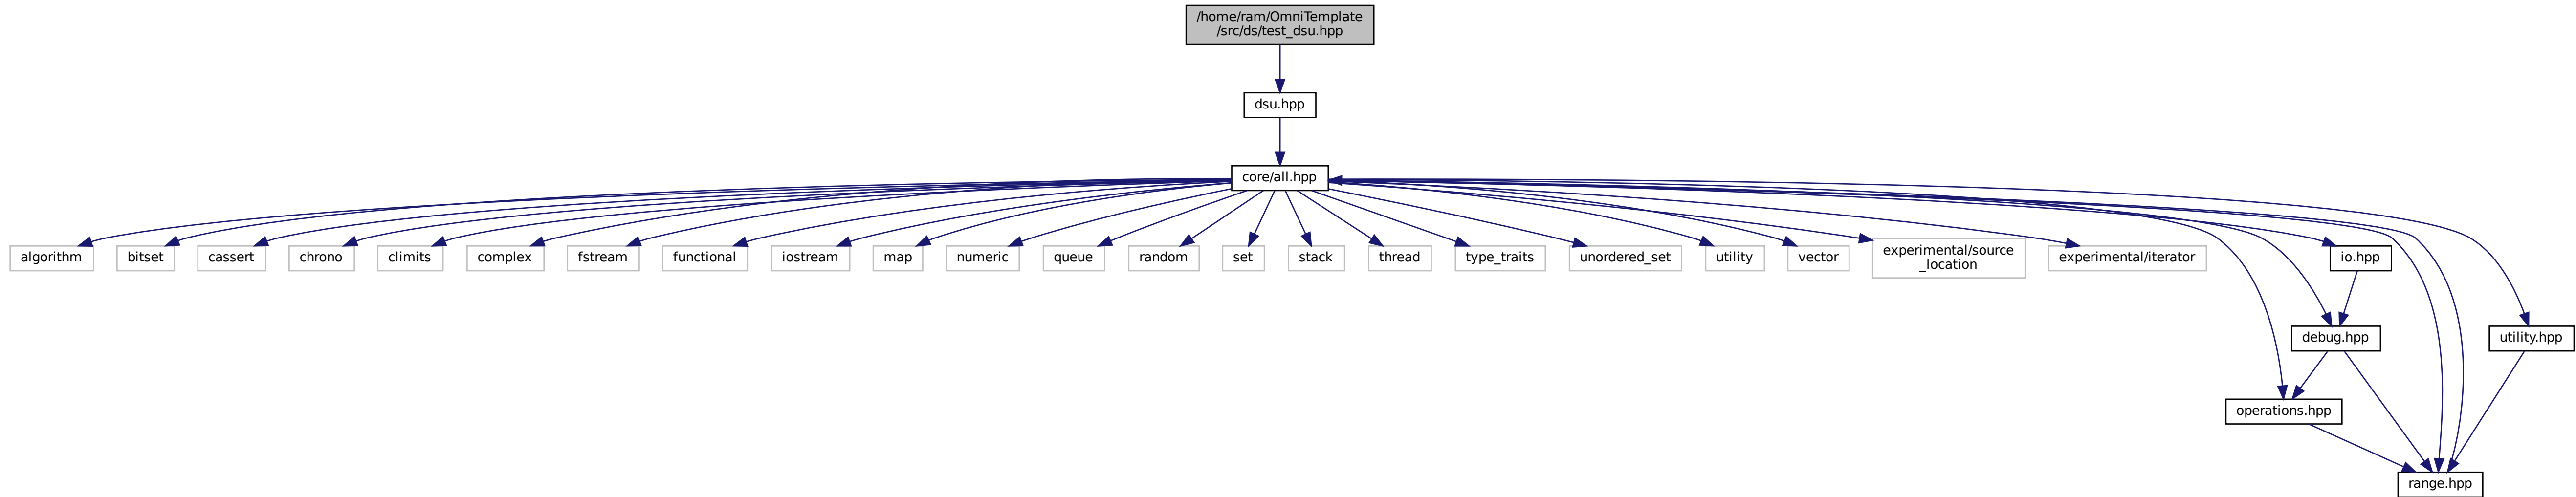 /home/ram/OmniTemplate
/src/ds/test_dsu.hpp
dsu.hpp
core/all.hpp
algorithm
bitset
cassert
chrono
climits
complex
fstream
functional
iostream
map
numeric
queue
random
set
stack
thread
type_traits
unordered_set
utility
vector
experimental/source
_location
experimental/iterator
io.hpp
debug.hpp
utility.hpp
operations.hpp
range.hpp